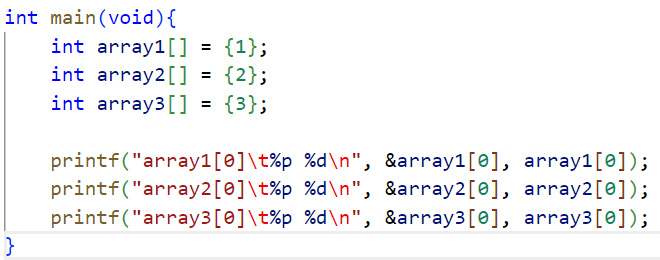 int main(void){
    int array1[] = {1};
    int array2[] = {2};
    int array3[] = {3};

    printf("array1[0]\t%p %d\n", &array1[0], array1[0]);
    printf("array2[0]\t%p %d\n", &array2[0], array2[0]);
    printf("array3[0]\t%p %d\n", &array3[0], array3[0]);
}